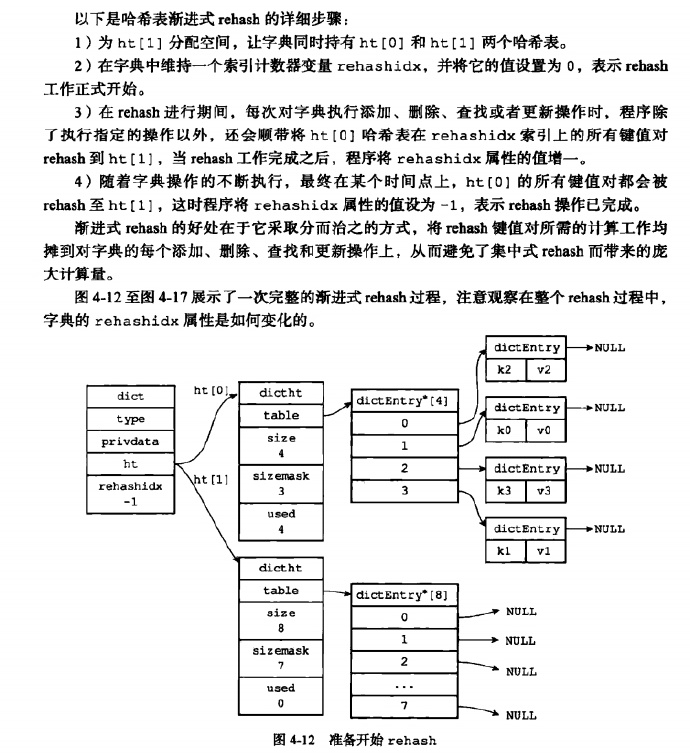 以下是哈希表渐进式 rehash 的详细步骤：
1）为 ht[1] 分配空间，让字典同时持有 ht[0] 和 ht[1] 两个哈希表。
2）在字典中维持一个索引计数器变量 rehashidx，并将它的值设置为 0，表示 rehash
工作正式开始。
3）在 rehash 进行期间，每次对字典执行添加、删除、查找或者更新操作时，程序除
了执行指定的操作以外，还会顺带将 ht[0] 哈希表在 rehashidx 索引上的所有键值对
rehash 到 ht[1]，当 rehash 工作完成之后，程序将 rehashidx 属性的值增一。
4）随着字典操作的不断执行，最终在某个时间点上，ht[0] 的所有键值对都会被
rehash 至 ht[1]，这时程序将 rehashidx 属性的值设为 -1，表示 rehash 操作已完成。
渐进式 rehash 的好处在于它采取分而治之的方式，将 rehash 键值对所需的计算工作均
摊到对字典的每个添加、删除、查找和更新操作上，从而避免了集中式 rehash 而带来的庞
大计算量。
图 4-12 至图 4-17 展示了一次完整的渐进式 rehash 过程，注意观察在整个 rehash 过程中，
字典的 rehashidx 属性是如何变化的。
dict
type
privdata
ht
rehashidx
-1
ht[0]
ht[1]
dictht
table
size
4
sizemask
3
used
4
dictEntry*[4]
0
1
2
3
dictEntry
NULL
k2 v2
dictEntry
NULL
k0 v0
dictEntry
NULL
k3 v3
dictEntry
NULL
k1 v1
dictht
table
size
8
sizemask
7
used
0
dictEntry*[8]
0
1
2
...
7
NULL
NULL
NULL
NULL
图 4-12 准备开始 rehash